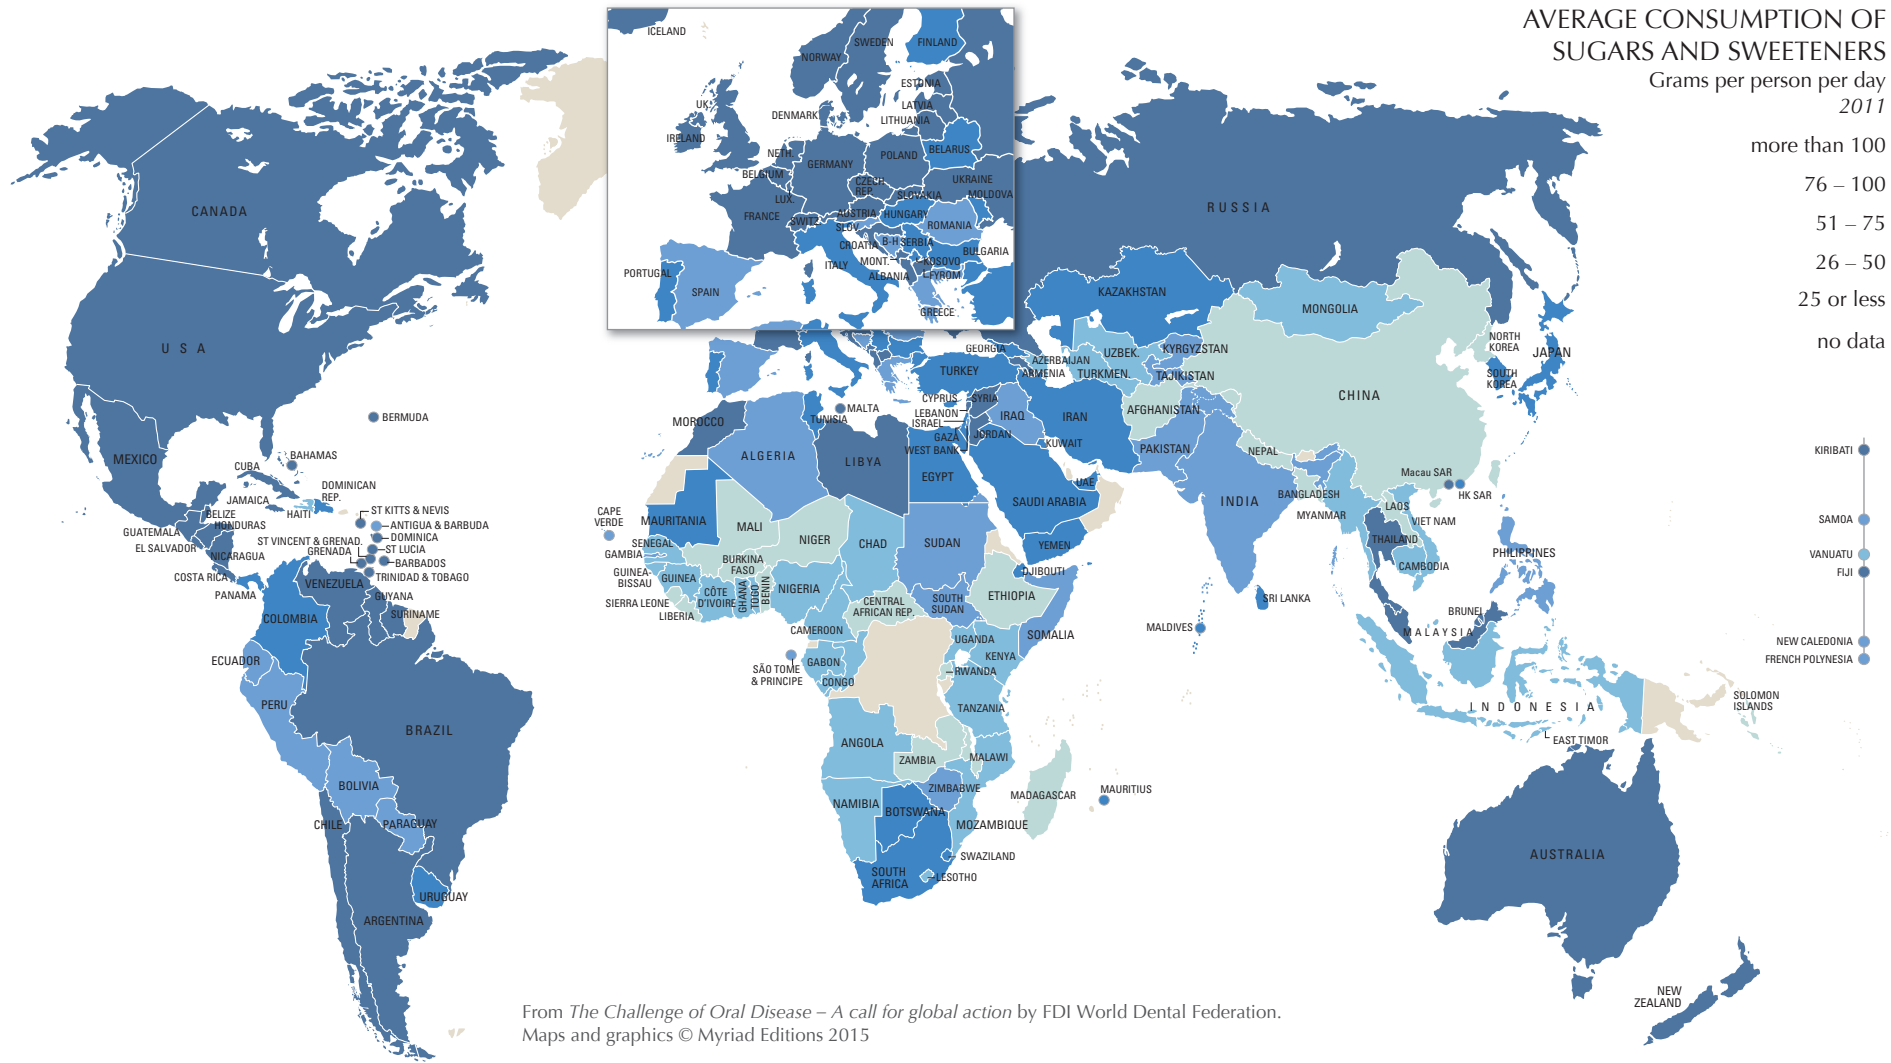 AVERAGE CONSUMPTION OF
SUGARS AND SWEETENERS
Grams per person per day
2011
more than 100
76 – 100
51 – 75
26 – 50
25 or less
no data
ICELAND
SWEDEN
FINLAND
NORWAY
ESTONIA
LATVIA
LITHUANIA
UK
DENMARK
IRELAND
NETH.
GERMANY
POLAND
BELARUS
BELGIUM
CZECH
REP.
UKRAINE
LUX.
SLOVAKIA
MOLDOVA
FRANCE
SWITZ.
AUSTRIA
HUNGARY
ROMANIA
SLOV.
CROATIA
B-H
SERBIA
BULGARIA
PORTUGAL
SPAIN
ITALY
MONT.
KOSOVO
ALBANIA
FYROM
GREECE
CANADA
USA
MEXICO
BERMUDA
BAHAMAS
CUBA
DOMINICAN
REP.
JAMAICA
HAITI
BELIZE
HONDURAS
GUATEMALA
EL SALVADOR
NICARAGUA
COSTA RICA
PANAMA
ST KITTS & NEVIS
ANTIGUA & BARBUDA
DOMINICA
ST VINCENT & GRENAD.
ST LUCIA
GRENADA
BARBADOS
TRINIDAD & TOBAGO
VENEZUELA
GUYANA
SURINAME
COLOMBIA
ECUADOR
PERU
BRAZIL
BOLIVIA
PARAGUAY
CHILE
URUGUAY
ARGENTINA
RUSSIA
KAZAKHSTAN
MONGOLIA
GEORGIA
AZERBAIJAN
ARMENIA
UZBEK.
TURKMEN.
KYRGYZSTAN
TAJIKISTAN
NORTH
KOREA
SOUTH
KOREA
JAPAN
CHINA
TURKEY
CYPRUS
SYRIA
LEBANON
ISRAEL
GAZA
WEST BANK
JORDAN
IRAQ
IRAN
KUWAIT
AFGHANISTAN
PAKISTAN
NEPAL
INDIA
BANGLADESH
MYANMAR
Macau SAR
HK SAR
LAOS
VIET NAM
THAILAND
CAMBODIA
PHILIPPINES
SRI LANKA
MALDIVES
BRUNEI
MALAYSIA
INDONESIA
EAST TIMOR
SOLOMON
ISLANDS
SAUDI ARABIA
UAE
YEMEN
MALTA
TUNISIA
MOROCCO
ALGERIA
LIBYA
EGYPT
CAPE
VERDE
MAURITANIA
MALI
NIGER
CHAD
SUDAN
SENEGAL
GAMBIA
GUINEA-
BISSAU
GUINEA
SIERRA LEONE
LIBERIA
BURKINA
FASO
CÔTE
D'IVOIRE
GHANA
TOGO
BENIN
NIGERIA
CAMEROON
CENTRAL
AFRICAN REP.
SOUTH
SUDAN
ETHIOPIA
DJIBOUTI
SOMALIA
UGANDA
KENYA
RWANDA
SÃO TOME
& PRINCIPE
GABON
CONGO
TANZANIA
ANGOLA
ZAMBIA
MALAWI
ZIMBABWE
MOZAMBIQUE
NAMIBIA
BOTSWANA
MADAGASCAR
MAURITIUS
SWAZILAND
LESOTHO
SOUTH
AFRICA
KIRIBATI
SAMOA
VANUATU
FIJI
NEW CALEDONIA
FRENCH POLYNESIA
AUSTRALIA
NEW
ZEALAND
From The Challenge of Oral Disease – A call for global action by FDI World Dental Federation.
Maps and graphics © Myriad Editions 2015